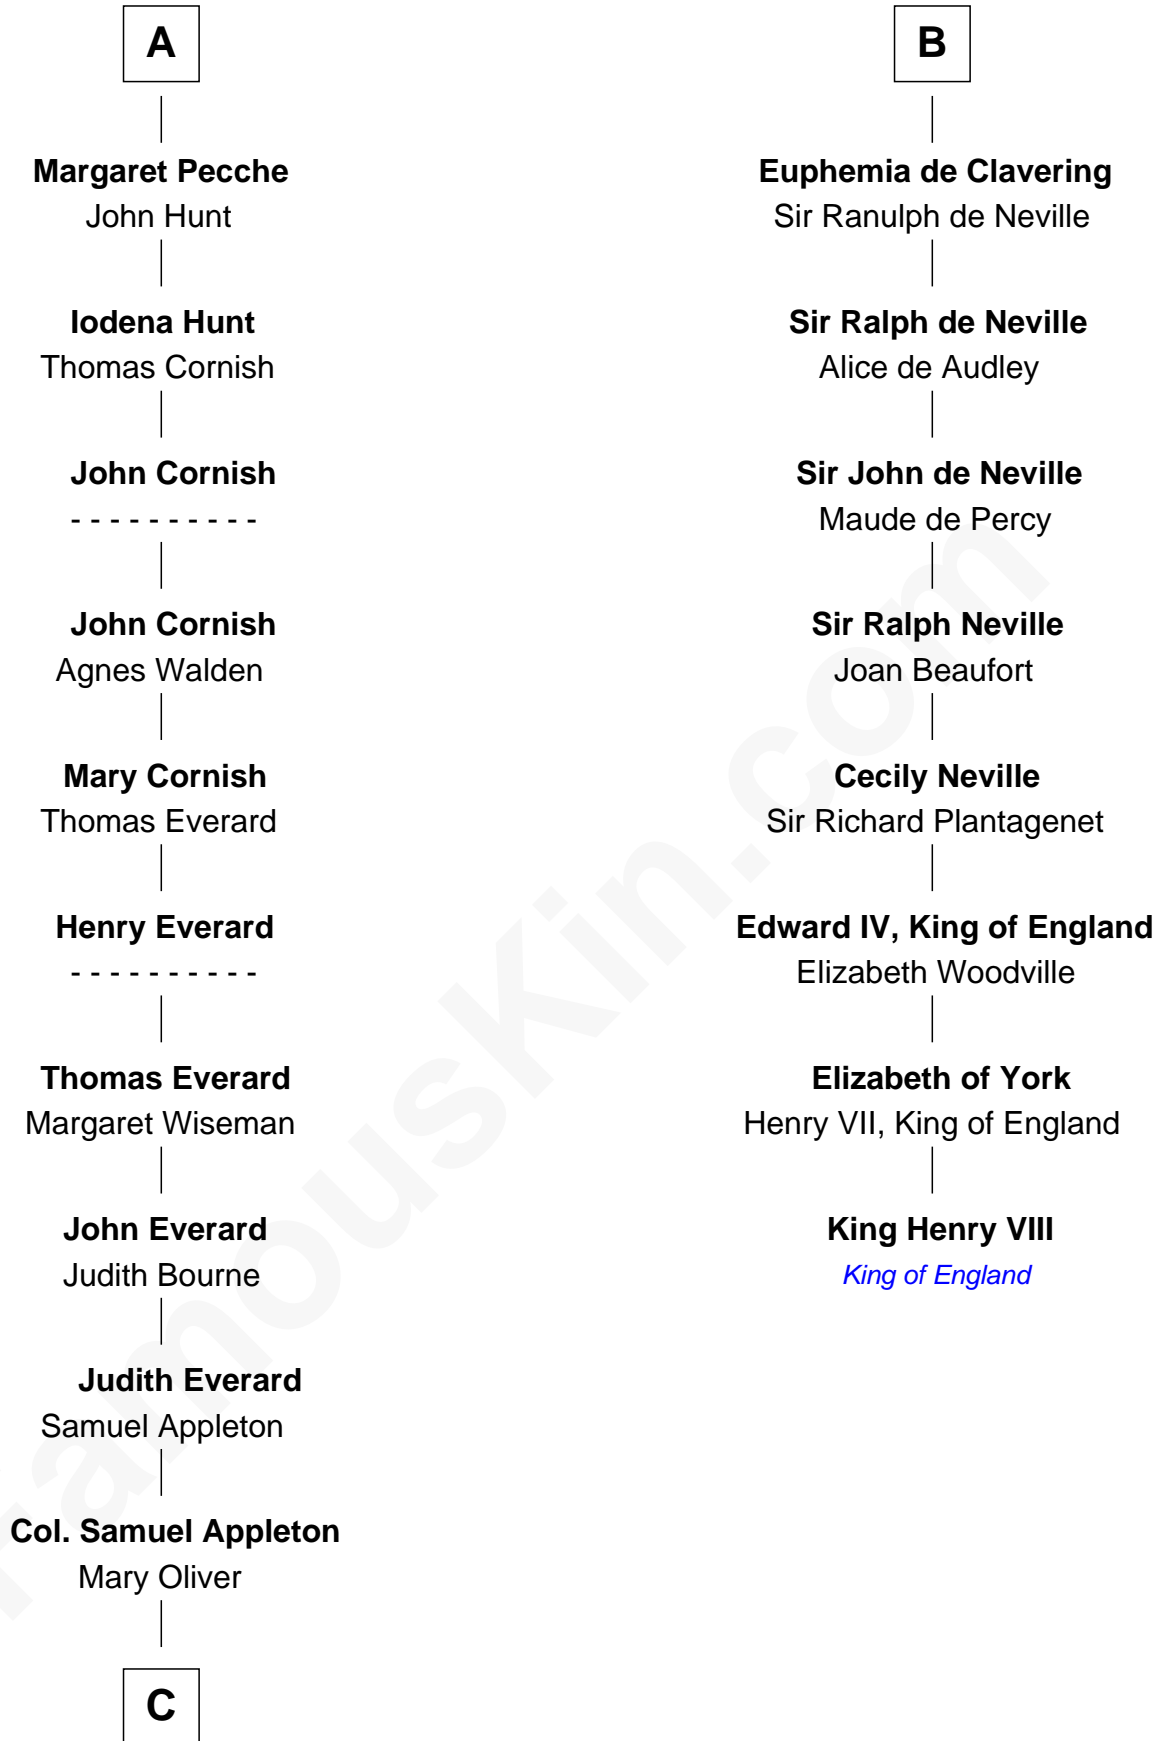 A
Margaret Pecche
John Hunt
Iodena Hunt
Thomas Cornish
John Cornish
- - - - - - - - - -
John Cornish
Agnes Walden
Mary Cornish
Thomas Everard
Henry Everard
- - - - - - - - - -
Thomas Everard
Margaret Wiseman
John Everard
Judith Bourne
Judith Everard
Samuel Appleton
Col. Samuel Appleton
Mary Oliver
C
B
Euphemia de Clavering
Sir Ranulph de Neville
Sir Ralph de Neville
Alice de Audley
Sir John de Neville
Maude de Percy
Sir Ralph Neville
Joan Beaufort
Cecily Neville
Sir Richard Plantagenet
Edward IV, King of England
Elizabeth Woodville
Elizabeth of York
Henry VII, King of England
King Henry VIII
King of England
FamousKin.com